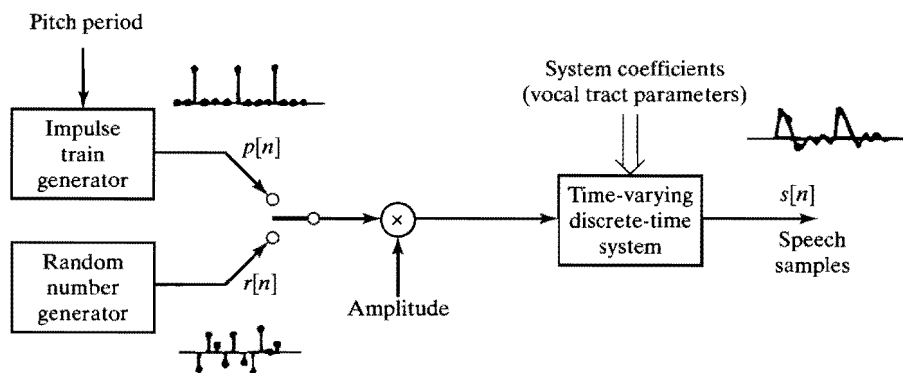 Pitch period
Impulse
train
generator
p[n]
Random
number
generator
r[n]
×
Amplitude
System coefficients
(vocal tract parameters)
Time-varying
discrete-time
system
s[n]
Speech
samples